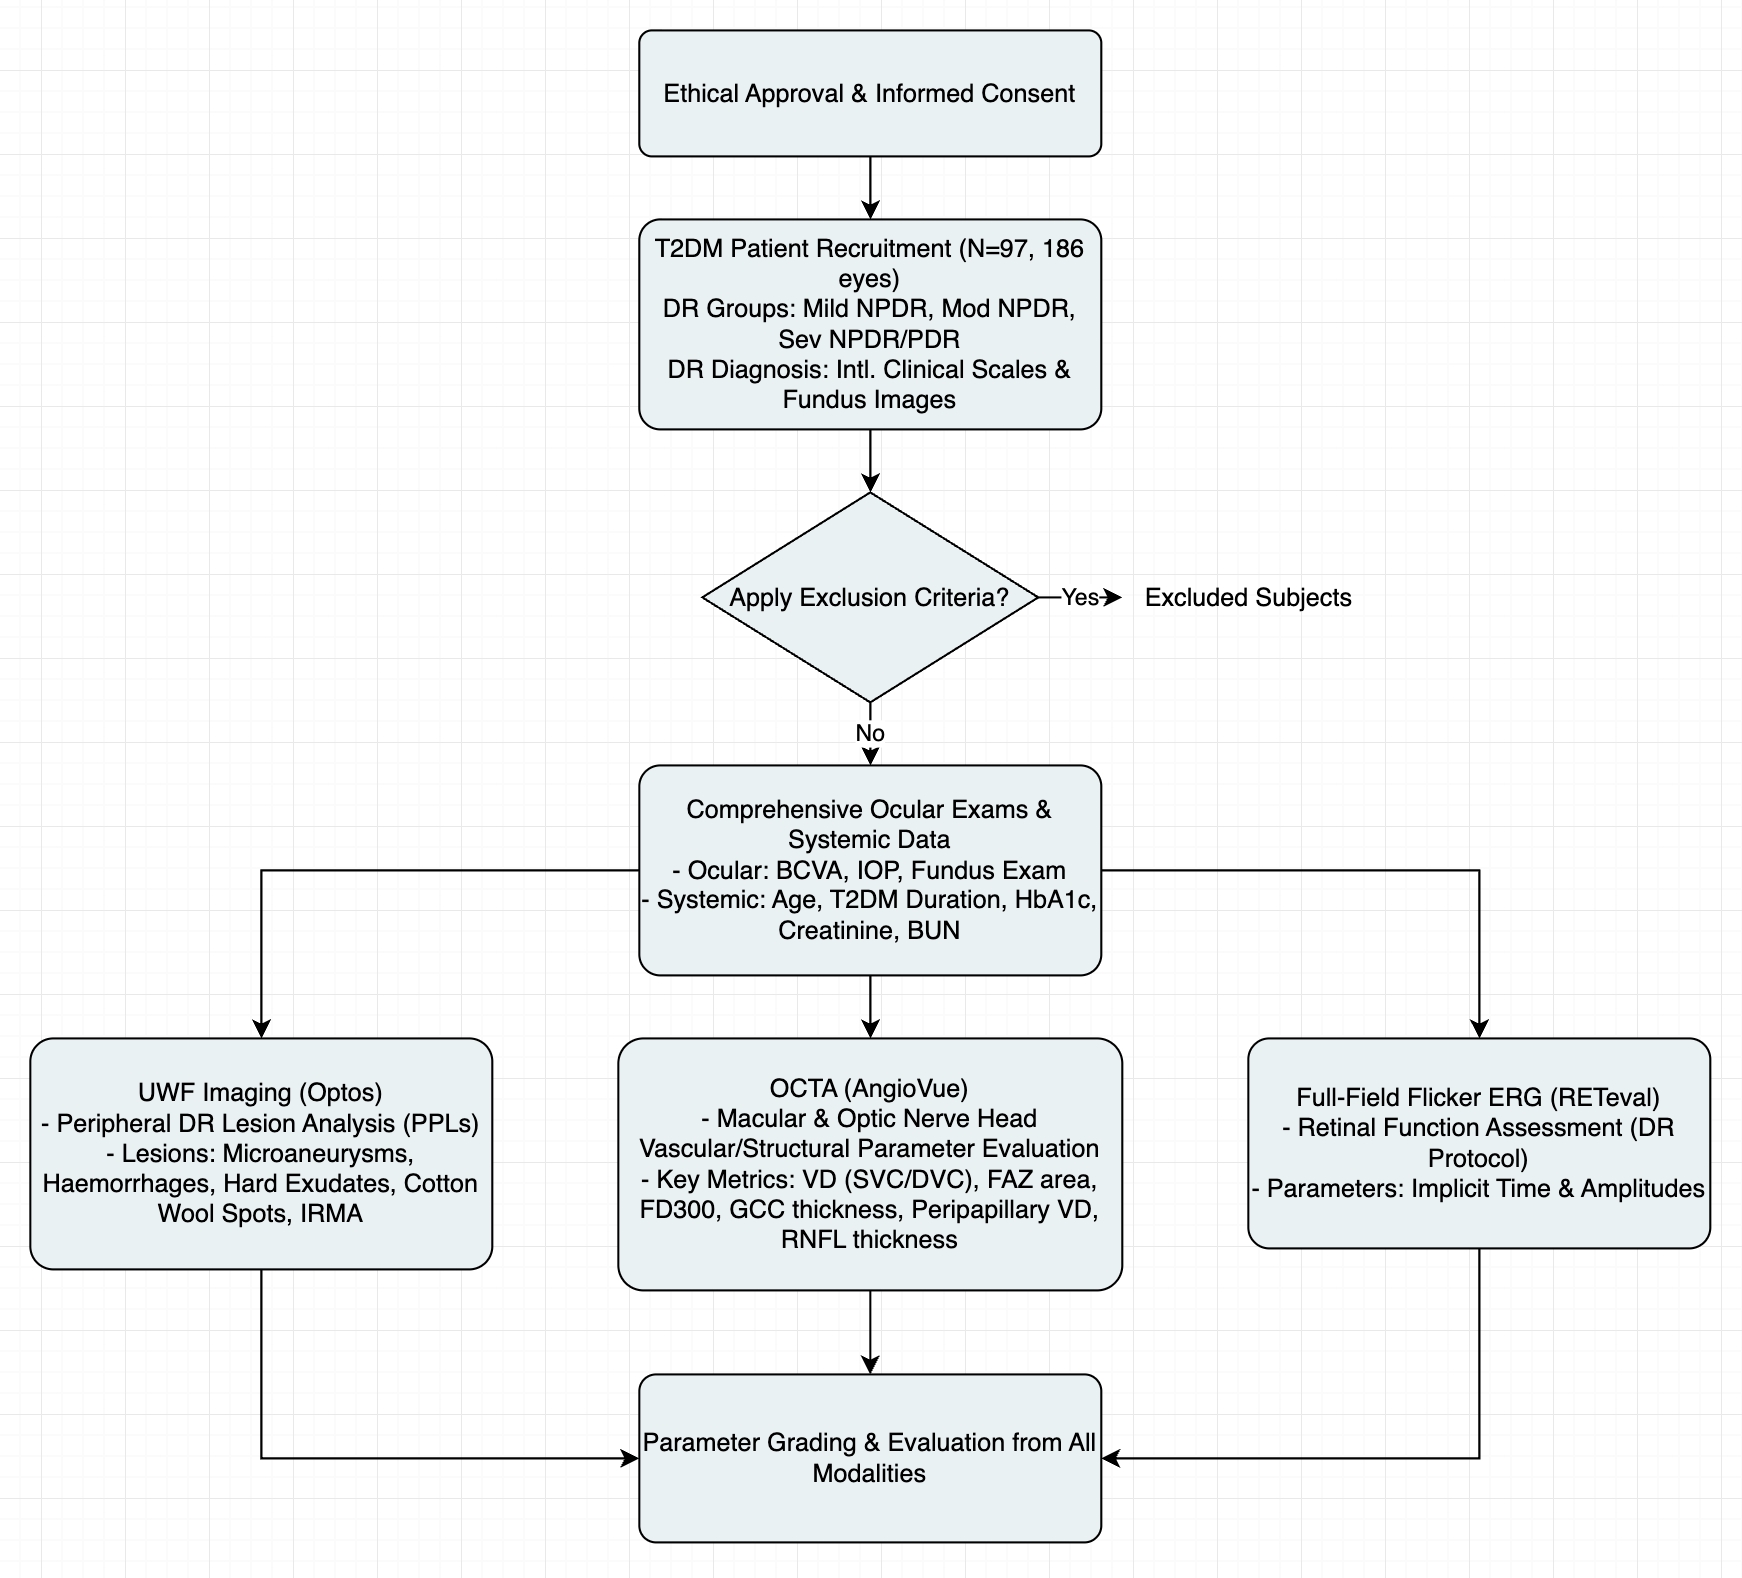 Ethical Approval & Informed Consent
T2DM Patient Recruitment (N=97, 186
eyes)
DR Groups: Mild NPDR, Mod NPDR,
Sev NPDR/PDR
DR Diagnosis: Intl. Clinical Scales &
Fundus Images
Apply Exclusion Criteria?
Yes
Excluded Subjects
No
Comprehensive Ocular Exams &
Systemic Data
- Ocular: BCVA, IOP, Fundus Exam
- Systemic: Age, T2DM Duration, HbA1c,
Creatinine, BUN
UWF Imaging (Optos)
- Peripheral DR Lesion Analysis (PPLs)
- Lesions: Microaneurysms,
Haemorrhages, Hard Exudates, Cotton
Wool Spots, IRMA
OCTA (AngioVue)
- Macular & Optic Nerve Head
Vascular/Structural Parameter Evaluation
- Key Metrics: VD (SVC/DVC), FAZ area,
FD300, GCC thickness, Peripapillary VD,
RNFL thickness
Full-Field Flicker ERG (RETeval)
- Retinal Function Assessment (DR
Protocol)
- Parameters: Implicit Time & Amplitudes
Parameter Grading & Evaluation from All
Modalities